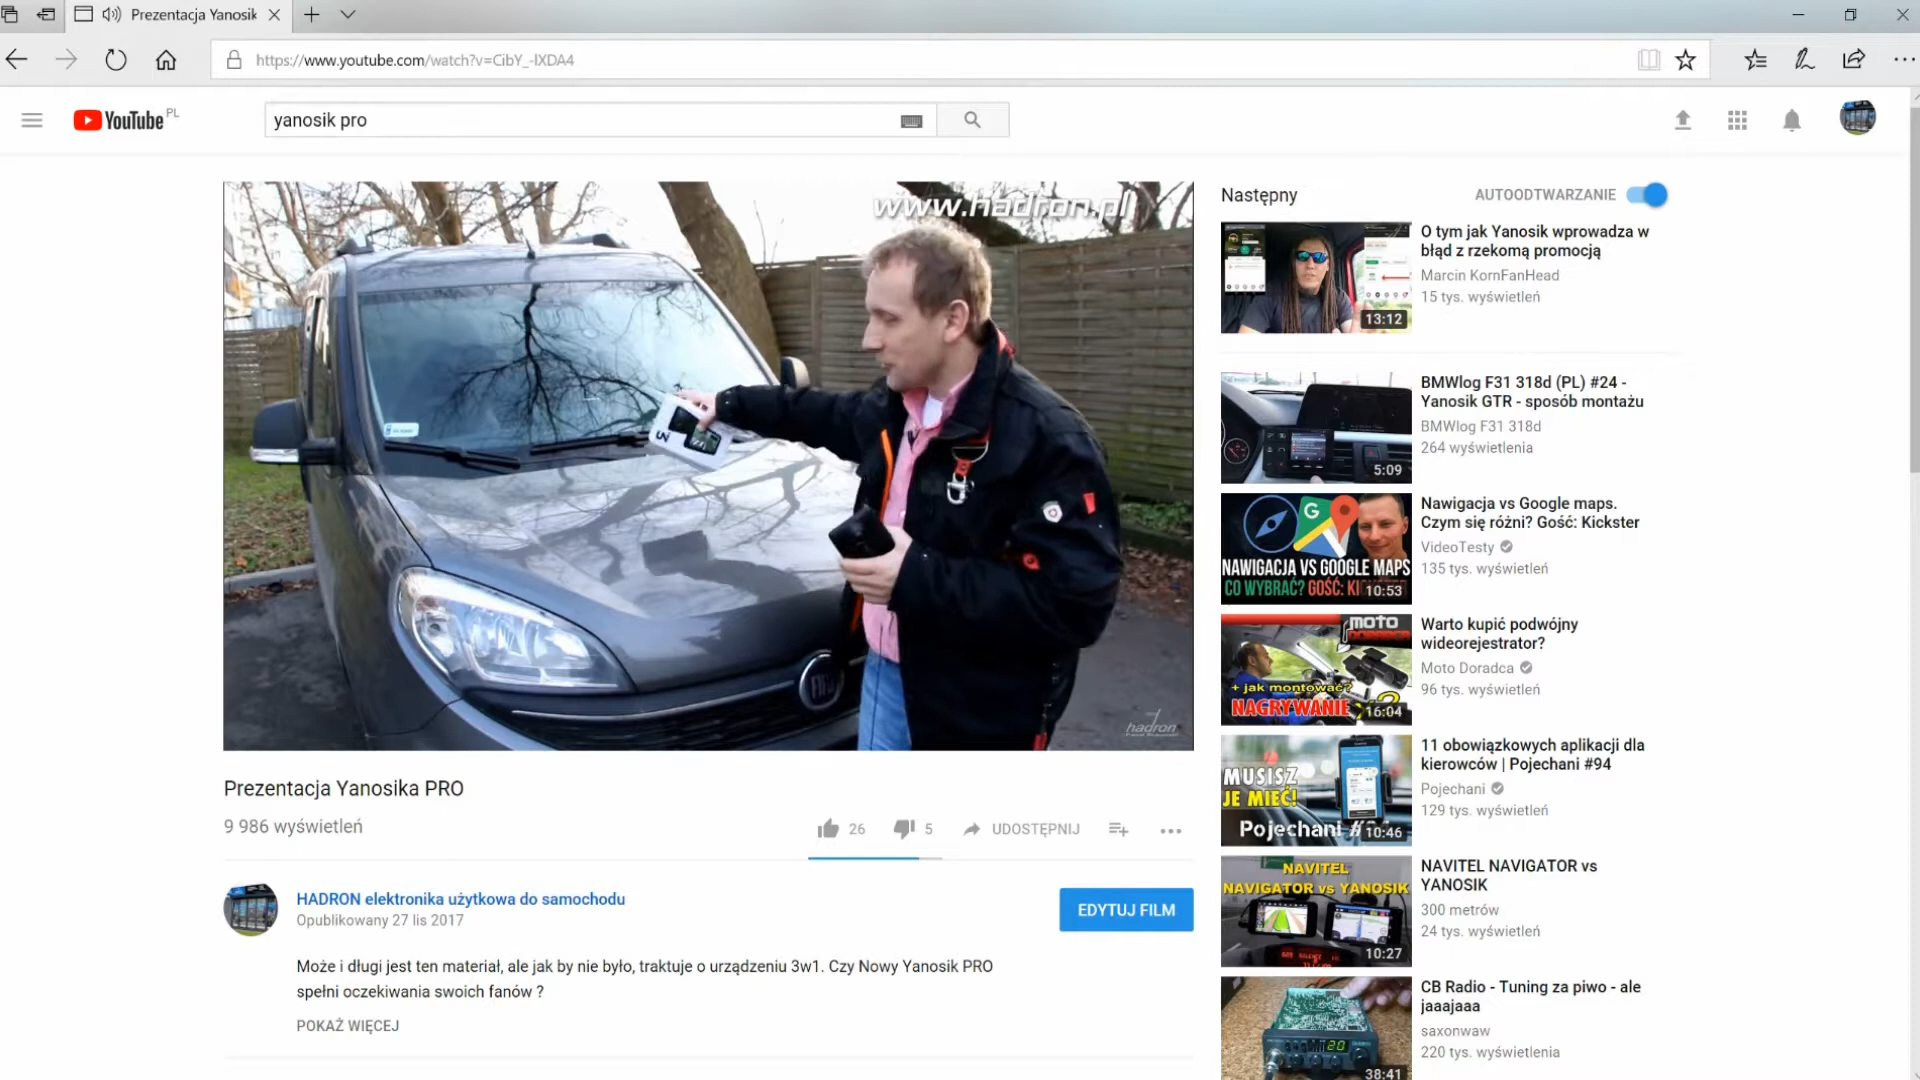 Prezentacja Yanosik
https://www.youtube.com/watch?v=CibY_-IXDA4
YouTube PL
yanosik pro
www.hadron.pl
hadron
Prezentacja Yanosika PRO
9 986 wyświetleń
26
5
UDOSTĘPNIJ
HADRON elektronika użytkowa do samochodu
Opublikowany 27 lis 2017
EDYTUJ FILM
Może i długi jest ten materiał, ale jak by nie było, traktuje o urządzeniu 3w1. Czy Nowy Yanosik PRO
spełni oczekiwania swoich fanów ?
POKAŻ WIĘCEJ
Następny
AUTOODTWARZANIE
13:12
O tym jak Yanosik wprowadza w
błąd z rzekomą promocją
Marcin KornFanHead
15 tys. wyświetleń
5:09
BMWlog F31 318d (PL) #24 -
Yanosik GTR - sposób montażu
BMWlog F31 318d
264 wyświetlenia
G
NAWIGACJA VS GOOGLE MAPS
CO WYBRAĆ? GOŚĆ:
10:53
Nawigacja vs Google maps.
Czym się różni? Gość: Kickster
VideoTesty
135 tys. wyświetleń
MOTO
DORADCA
+ jak montować?
NAGRYWANIE
16:04
Warto kupić podwójny
wideorejestrator?
Moto Doradca
96 tys. wyświetleń
MUSISZ
JE MIEĆ!
Pojechani
10:46
11 obowiązkowych aplikacji dla
kierowców | Pojechani #94
Pojechani
129 tys. wyświetleń
NAVITEL
NAVIGATOR vs YANOSIK
10:27
NAVITEL NAVIGATOR vs
YANOSIK
300 metrów
24 tys. wyświetleń
20
38:41
CB Radio - Tuning za piwo - ale
jaaajaaa
saxonwaw
220 tys. wyświetlenia